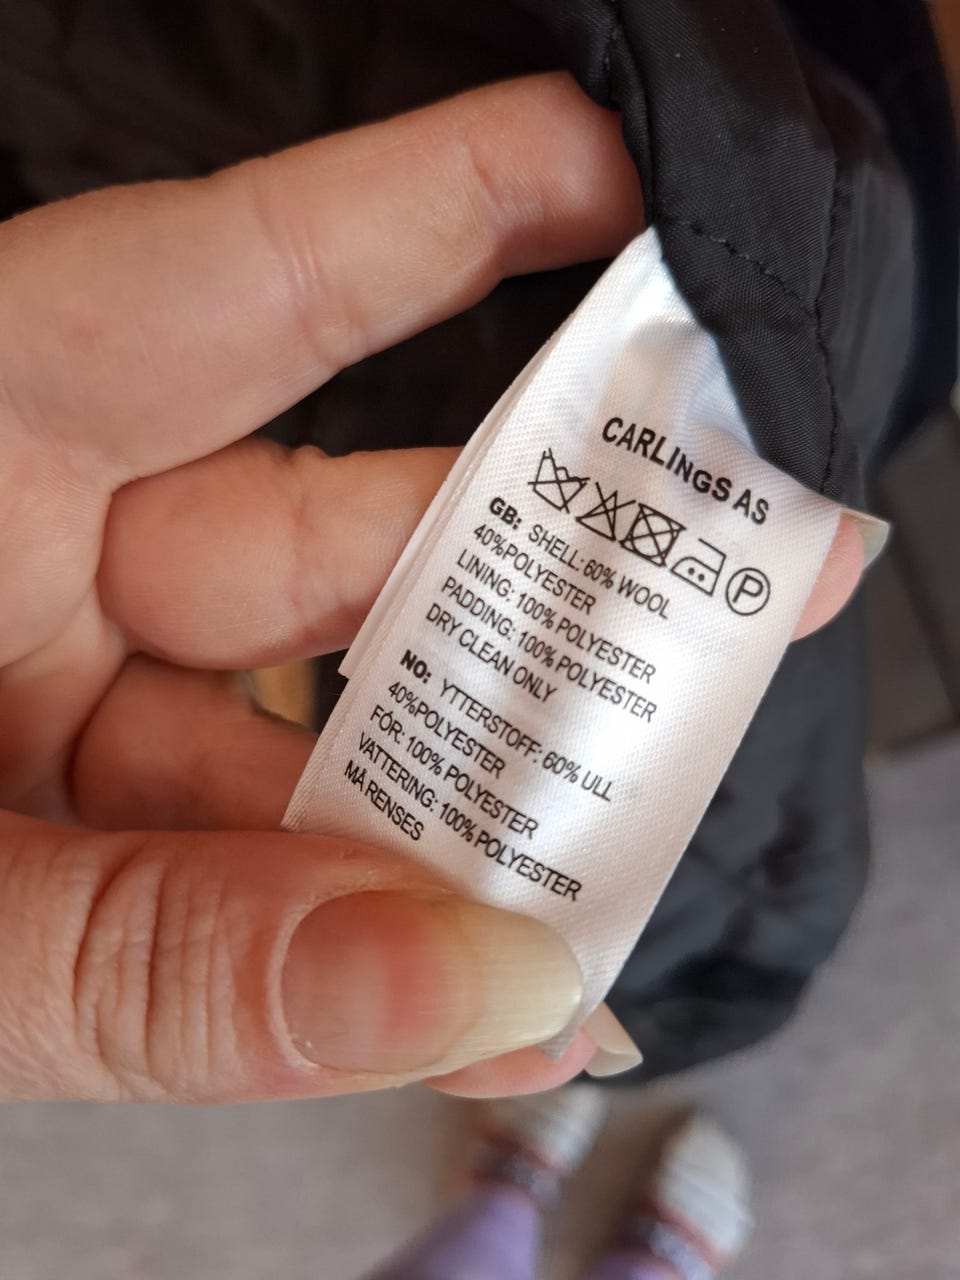 CARLINGS AS
P
GB: SHELL: 60% WOOL
40%POLYESTER
LINING: 100% POLYESTER
PADDING: 100% POLYESTER
DRY CLEAN ONLY
NO: YTTERSTOFF: 60% ULL
40%POLYESTER
FÓR: 100% POLYESTER
VATTERING: 100% POLYESTER
MÅ RENSES